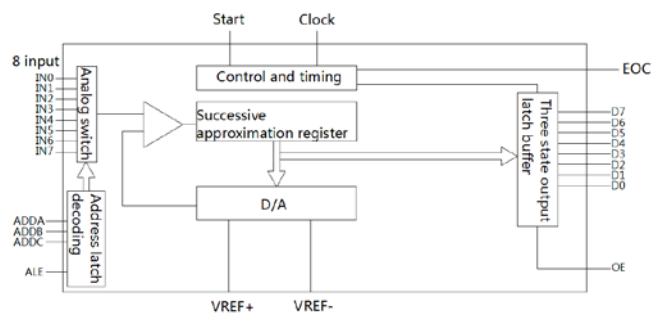 Start
Clock
8 input
IN0
IN1
IN2
IN3
IN4
IN5
IN6
IN7
Analog switch
Control and timing
EOC
Successive
approximation register
Three state output
latch buffer
D7
D6
D5
D4
D3
D2
D1
D0
D/A
Address latch
decoding
ADDA
ADDB
ADDC
ALE
OE
VREF+
VREF-